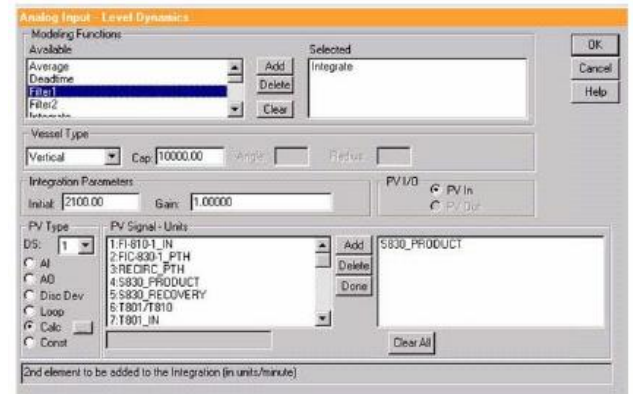 Analog Input - Level Dynamics
Modeling Functions
Available
Selected
Average
Deadtime
Filter1
Filter2
Integrate
Add
Delete
Clear
Integrate
OK
Cancel
Help
Vessel Type
Vertical
Cap: 10000.00
Angle:
Radius:
Integration Parameters
Initial: 2100.00
Gain: 1.00000
PV I/O
PV In
PV Out
PV Type
DS: 1
AI
AO
Disc Dev
Loop
Calc
Const
PV Signal - Units
1:FI-810-1_IN
2:FIC-830-1_PTH
3:RECIRC_PTH
4:S830_PRODUCT
5:S830_RECOVERY
6:T801/T810
7:T801_IN
Add
Delete
Done
S830_PRODUCT
Clear All
2nd element to be added to the Integration (in units/minute)